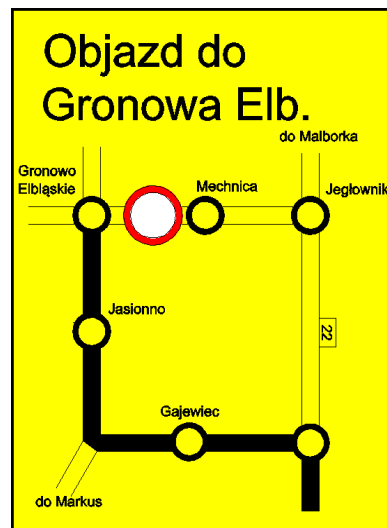 Objazd do
Gronowa Elb.
do Malborka
Gronowo
Elbląskie
Mechnica
Jegłownik
Jasionno
22
Gajewiec
do Markus